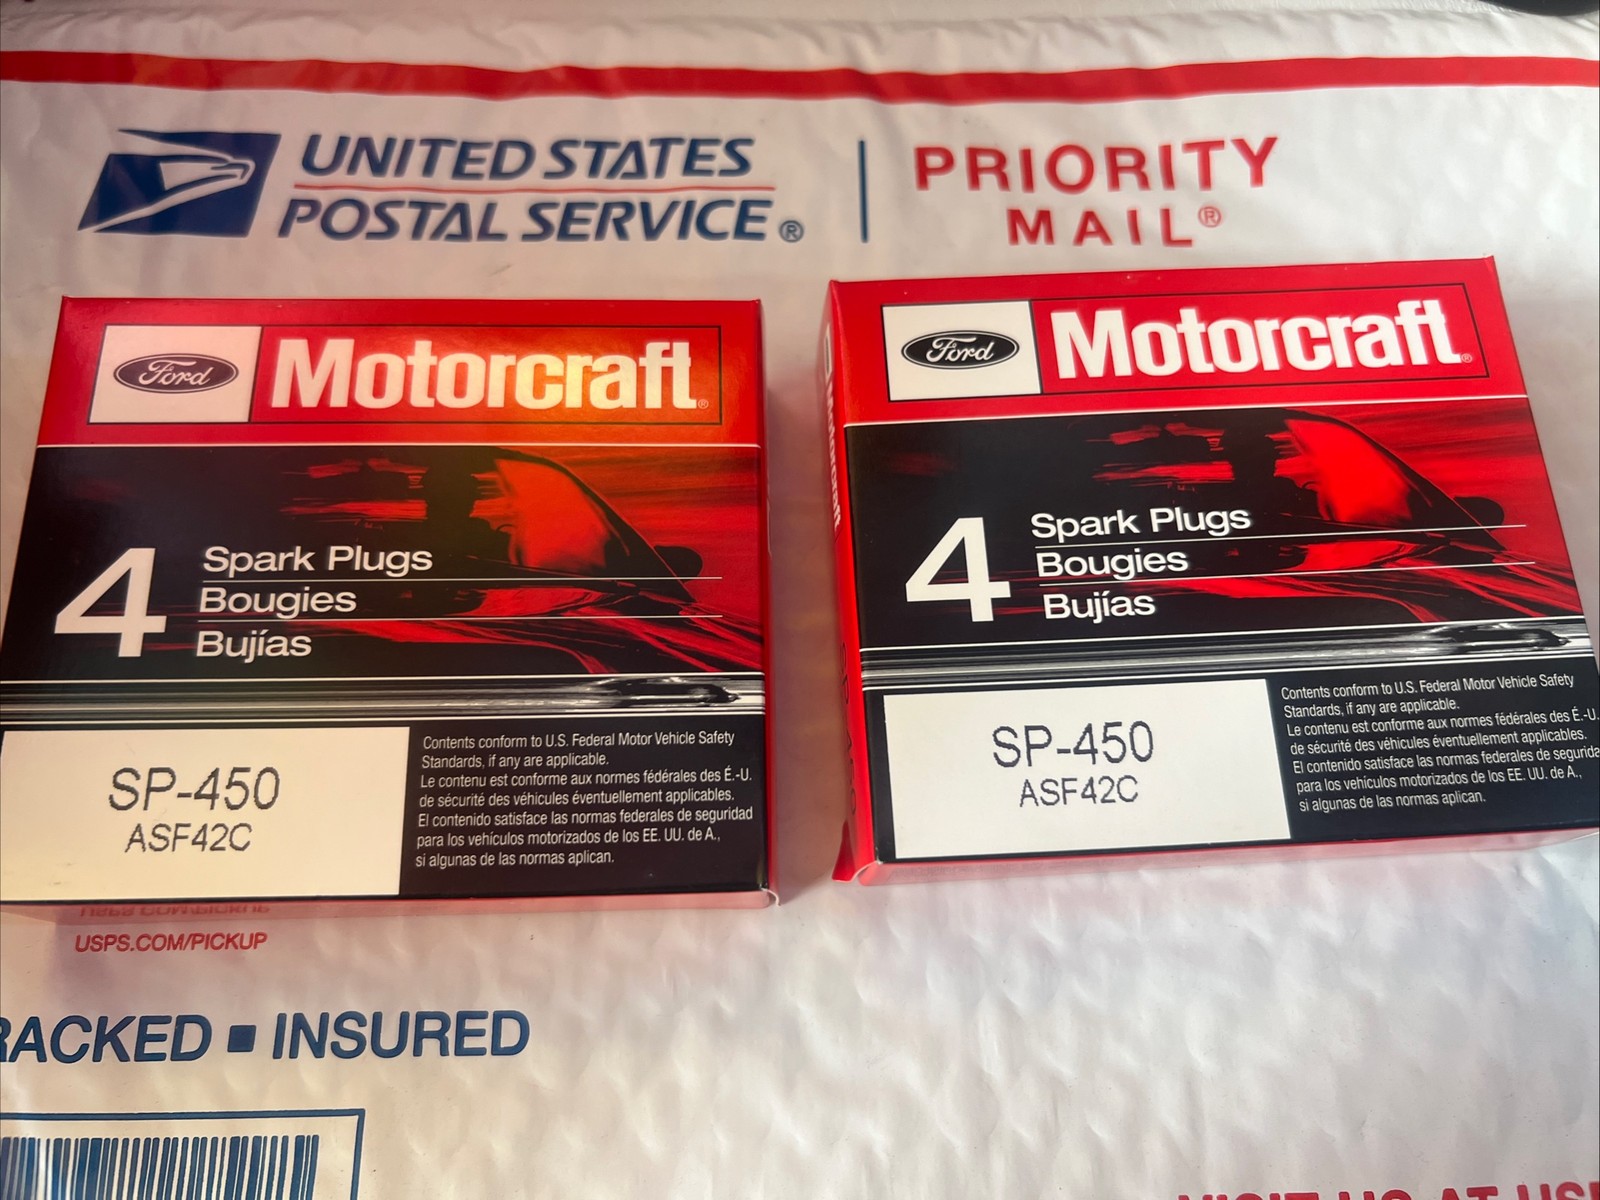 UNITED STATES
POSTAL SERVICE®
PRIORITY
MAIL®
Ford
Motorcraft®
4
Spark Plugs
Bougies
Bujías
SP-450
ASF42C
Contents conform to U.S. Federal Motor Vehicle Safety
Standards, if any are applicable.
Le contenu est conforme aux normes fédérales des É.-U.
de sécurité des véhicules éventuellement applicables.
El contenido satisface las normas federales de seguridad
para los vehículos motorizados de los EE. UU. de A.,
si algunas de las normas aplican.
Ford
Motorcraft®
4
Spark Plugs
Bougies
Bujías
SP-450
ASF42C
Contents conform to U.S. Federal Motor Vehicle Safety
Standards, if any are applicable.
Le contenu est conforme aux normes fédérales des É.-U.
de sécurité des véhicules éventuellement applicables.
El contenido satisface las normas federales de segurida
para los vehículos motorizados de los EE. UU. de A.,
si algunas de las normas aplican.
Motorcraft
USPS.COM/PICKUP
RACKED ■ INSURED
VISIT US AT US